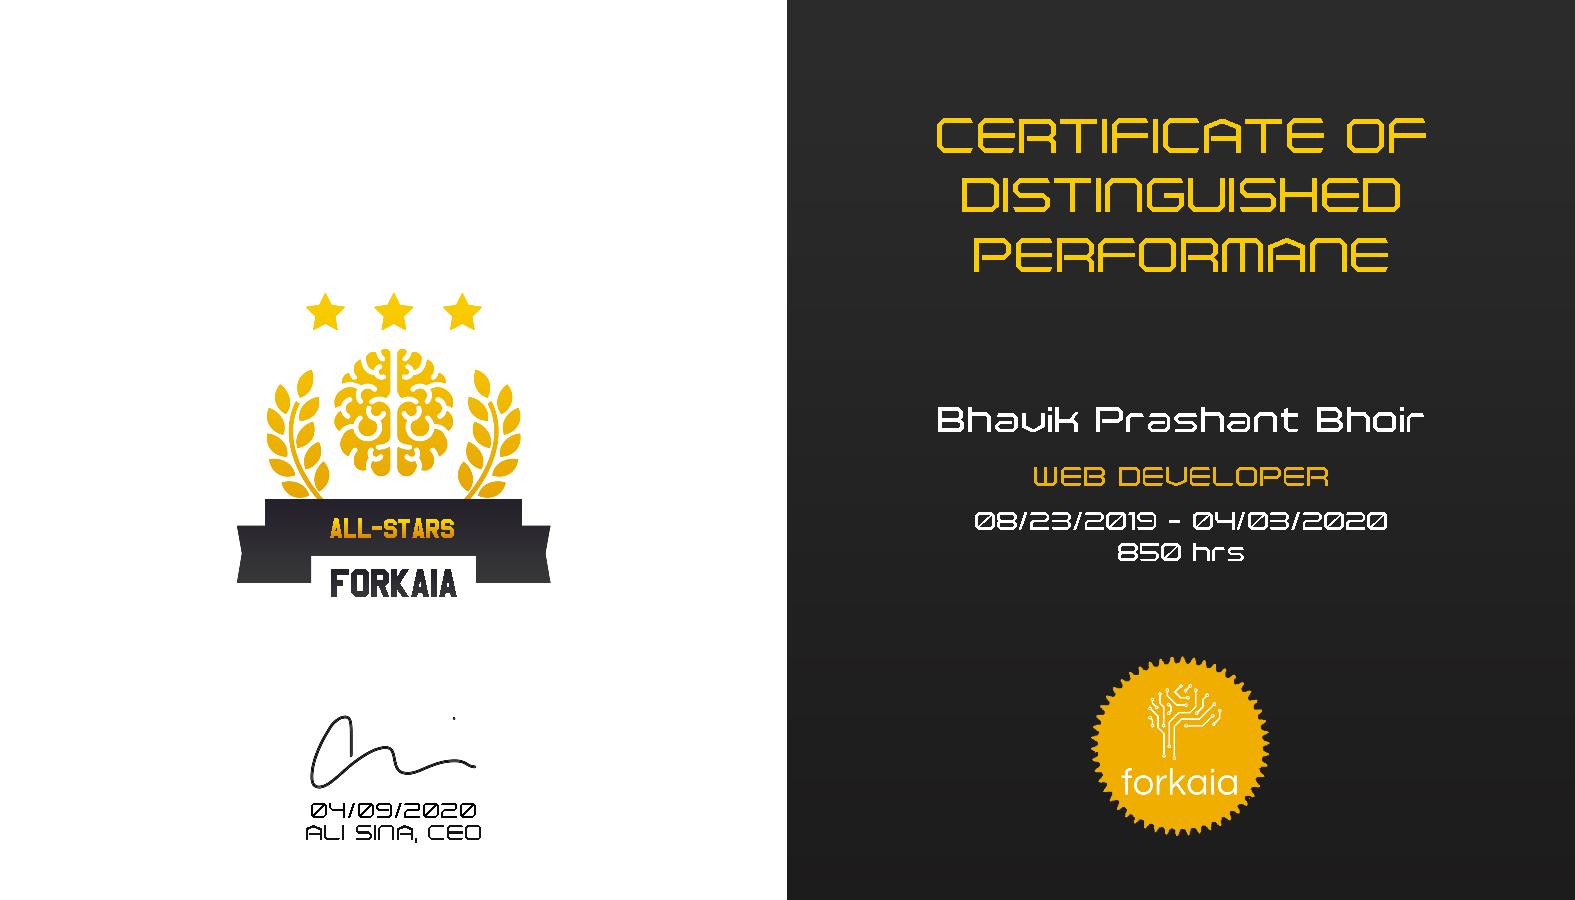 ALL-STARS
FORKAIA
04/09/2020
ALI SINA, CEO
CERTIFICATE OF
DISTINGUISHED
PERFORMANE
Bhavik Prashant Bhoir
WEB DEVELOPER
08/23/2019 - 04/03/2020
850 hrs
forkaia